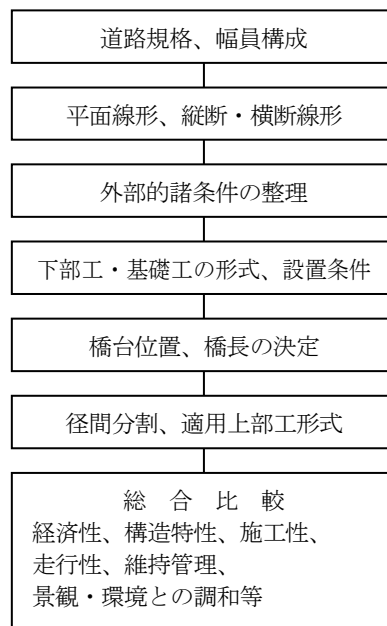 道路規格、幅員構成
平面線形、縦断・横断線形
外部的諸条件の整理
下部工・基礎工の形式、設置条件
橋台位置、橋長の決定
径間分割、適用上部工形式
総　合　比　較
経済性、構造特性、施工性、
走行性、維持管理、
景観・環境との調和等